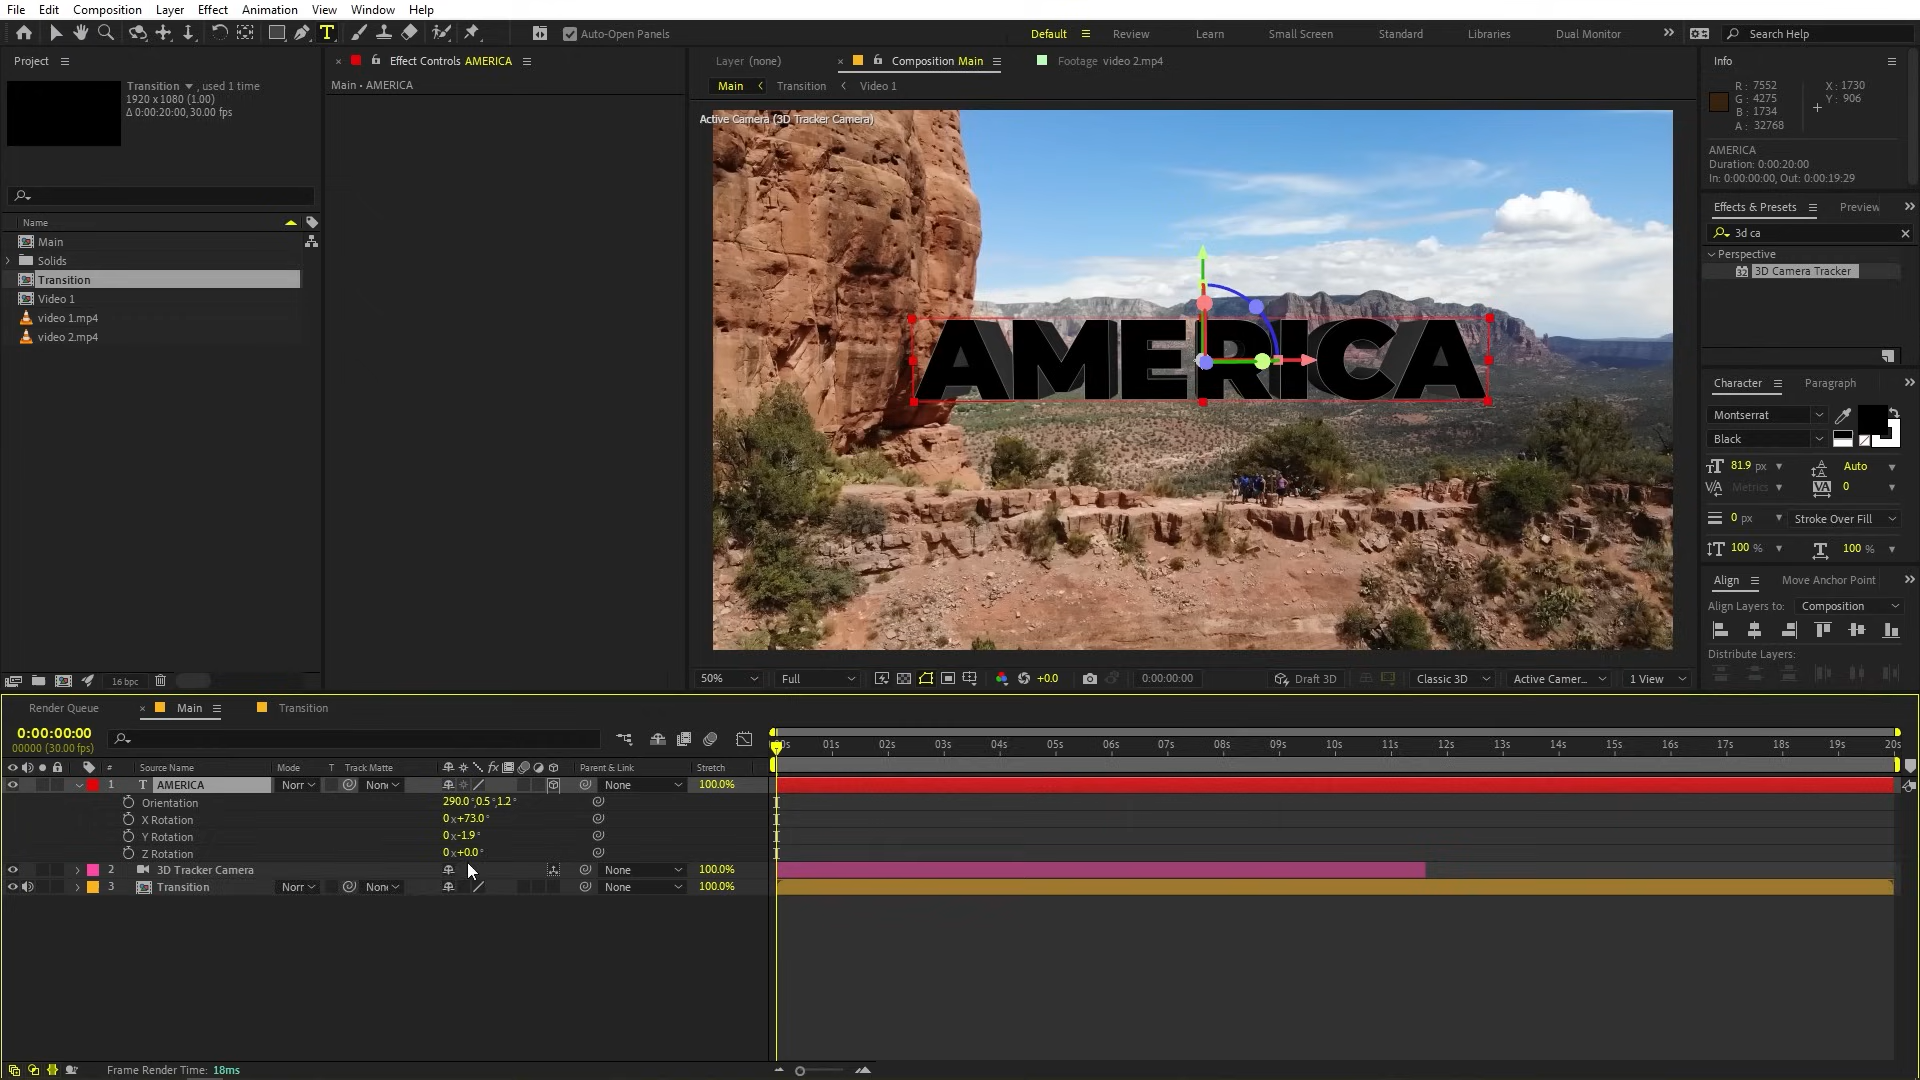 File Edit Composition Layer Effect Animation View Window Help
Auto-Open Panels
Default Review Learn Small Screen Standard Libraries Dual Monitor Search Help
Project
Transition , used 1 time
1920 x 1080 (1.00)
Δ 0:00:20:00, 30.00 fps
Name
Main
Solids
Transition
Video 1
video 1.mp4
video 2.mp4
16 bpc
Effect Controls AMERICA
Main • AMERICA
Layer (none) Composition Main Footage video 2.mp4
Main Transition Video 1
Active Camera (3D Tracker Camera)
AMERICA
50% Full +0.0 0:00:00:00 Draft 3D Classic 3D Active Camer... 1 View
Info
R : 7552
G : 4275
B : 1734
A : 32768
X : 1730
Y : 906
AMERICA
Duration: 0:00:20:00
In: 0:00:00:00, Out: 0:00:19:29
Effects & Presets Preview
3d ca
Perspective
3D Camera Tracker
Character Paragraph
Montserrat
Black
81.9 px Auto
Metrics 0
0 px Stroke Over Fill
100 % 100 %
Align Move Anchor Point
Align Layers to: Composition
Distribute Layers:
Render Queue Main Transition
0:00:00:00
00000 (30.00 fps)
00s 01s 02s 03s 04s 05s 06s 07s 08s 09s 10s 11s 12s 13s 14s 15s 16s 17s 18s 19s 20s
# Source Name Mode T Track Matte Parent & Link Stretch
1 T AMERICA Norr None None 100.0%
Orientation 290.0°,0.5°,1.2°
X Rotation 0x+73.0°
Y Rotation 0x-1.9°
Z Rotation 0x+0.0°
2 3D Tracker Camera None 100.0%
3 Transition Norr None None 100.0%
Frame Render Time: 18ms